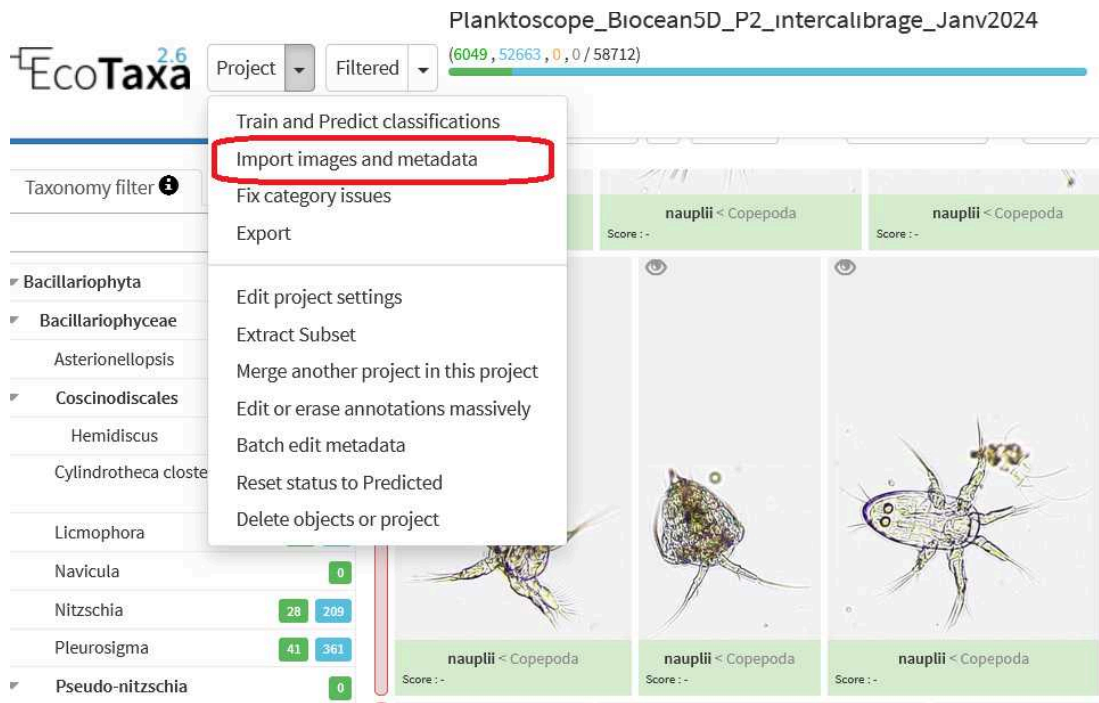 Planktoscope_Biocean5D_P2_intercalibrage_Janv2024
EcoTaxa 2.6
Project
Filtered
(6049 , 52663 , 0 , 0 / 58712)
Train and Predict classifications
Import images and metadata
Fix category issues
Export
Edit project settings
Extract Subset
Merge another project in this project
Edit or erase annotations massively
Batch edit metadata
Reset status to Predicted
Delete objects or project
Taxonomy filter
Bacillariophyta
Bacillariophyceae
Asterionellopsis
Coscinodiscales
Hemidiscus
Cylindrotheca closte
Licmophora
Navicula 0
Nitzschia 28 209
Pleurosigma 41 361
Pseudo-nitzschia 0
nauplii < Copepoda
Score : -
nauplii < Copepoda
Score : -
nauplii < Copepoda
Score : -
nauplii < Copepoda
Score : -
nauplii < Copepoda
Score : -